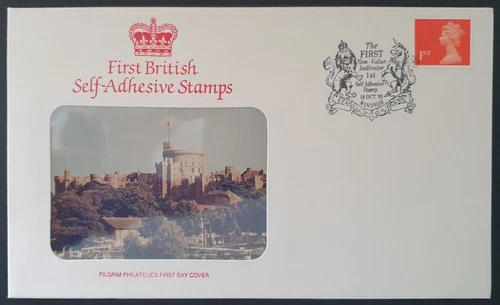 First British
Self-Adhesive Stamps
The
FIRST
Non-Value
Indicator
1st
Self Adhesive
Stamp
19 OCT 93
WINDSOR
1ST
PILGRIM PHILATELICS FIRST DAY COVER